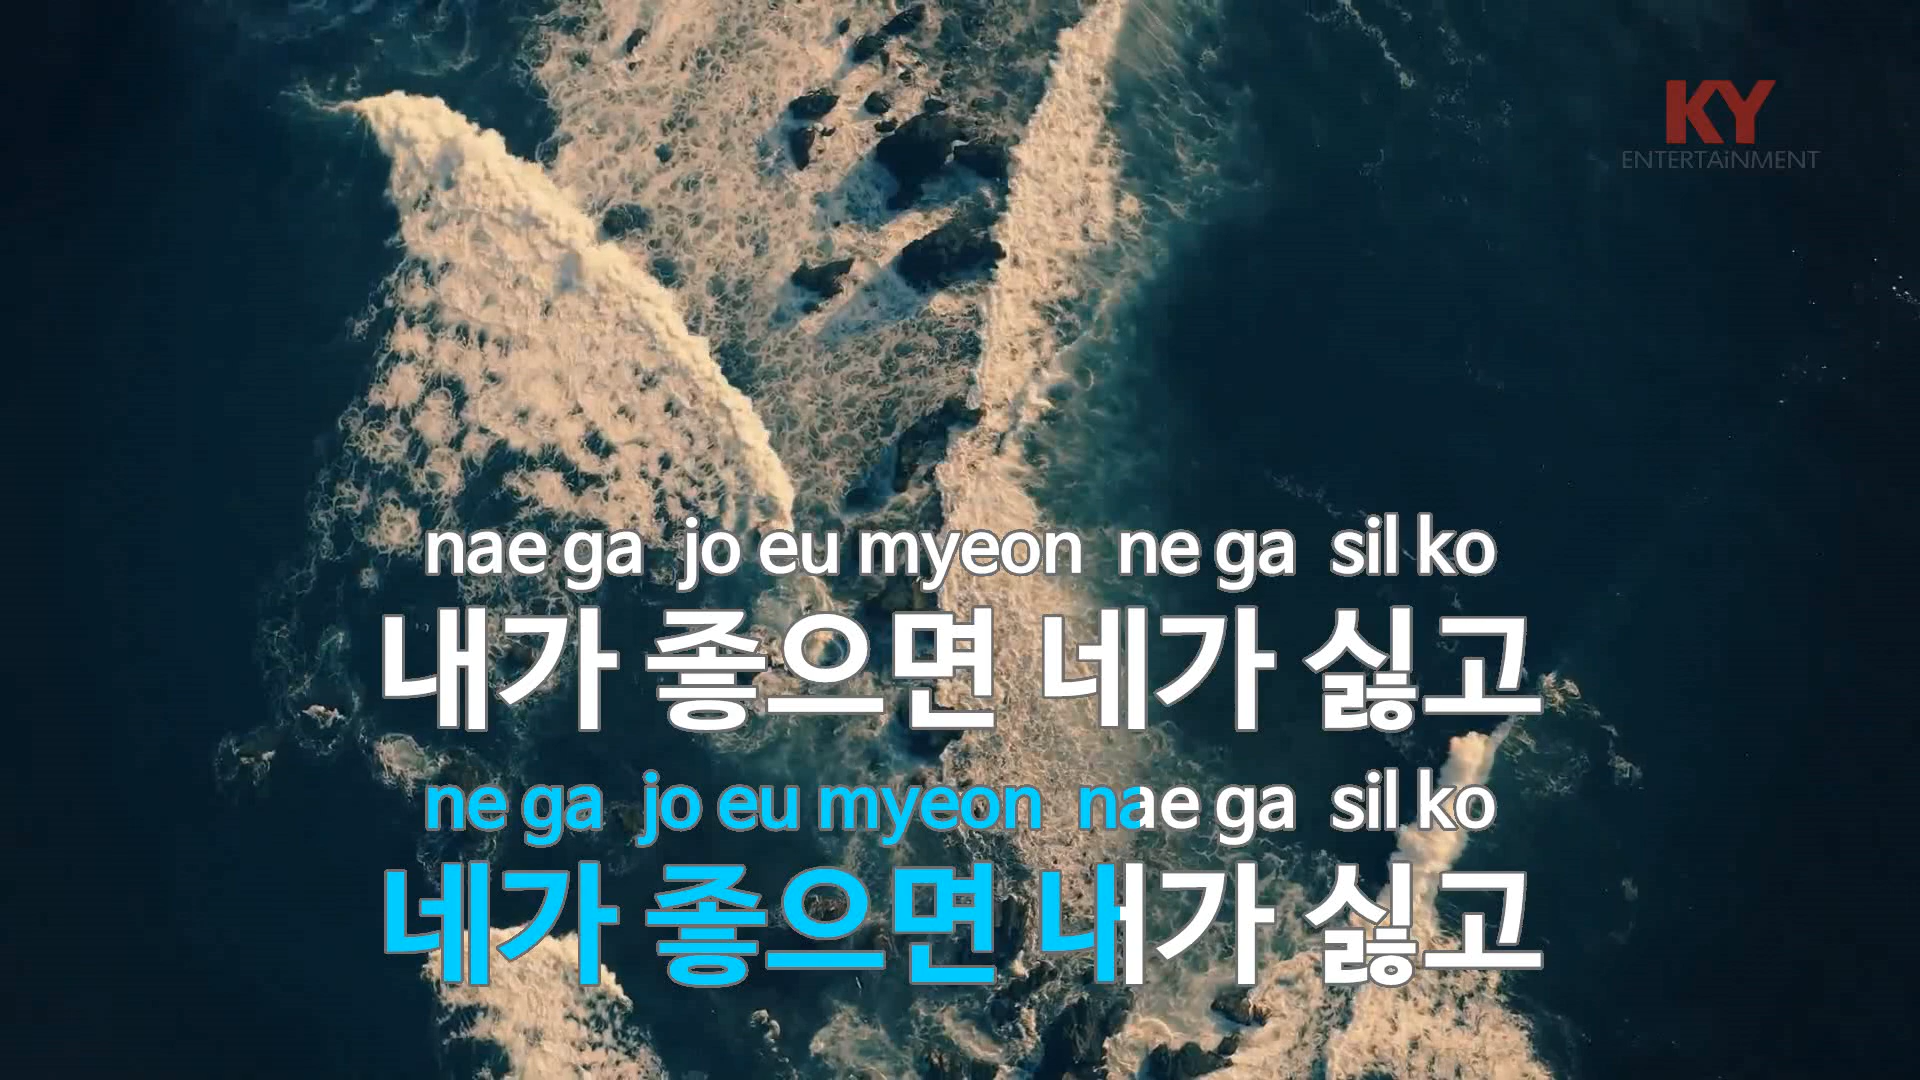 KY
ENTERTAiNMENT
nae ga jo eu myeon ne ga sil ko
내가 좋으면 네가 싫고
ne ga jo eu myeon nae ga sil ko
네가 좋으면 내가 싫고